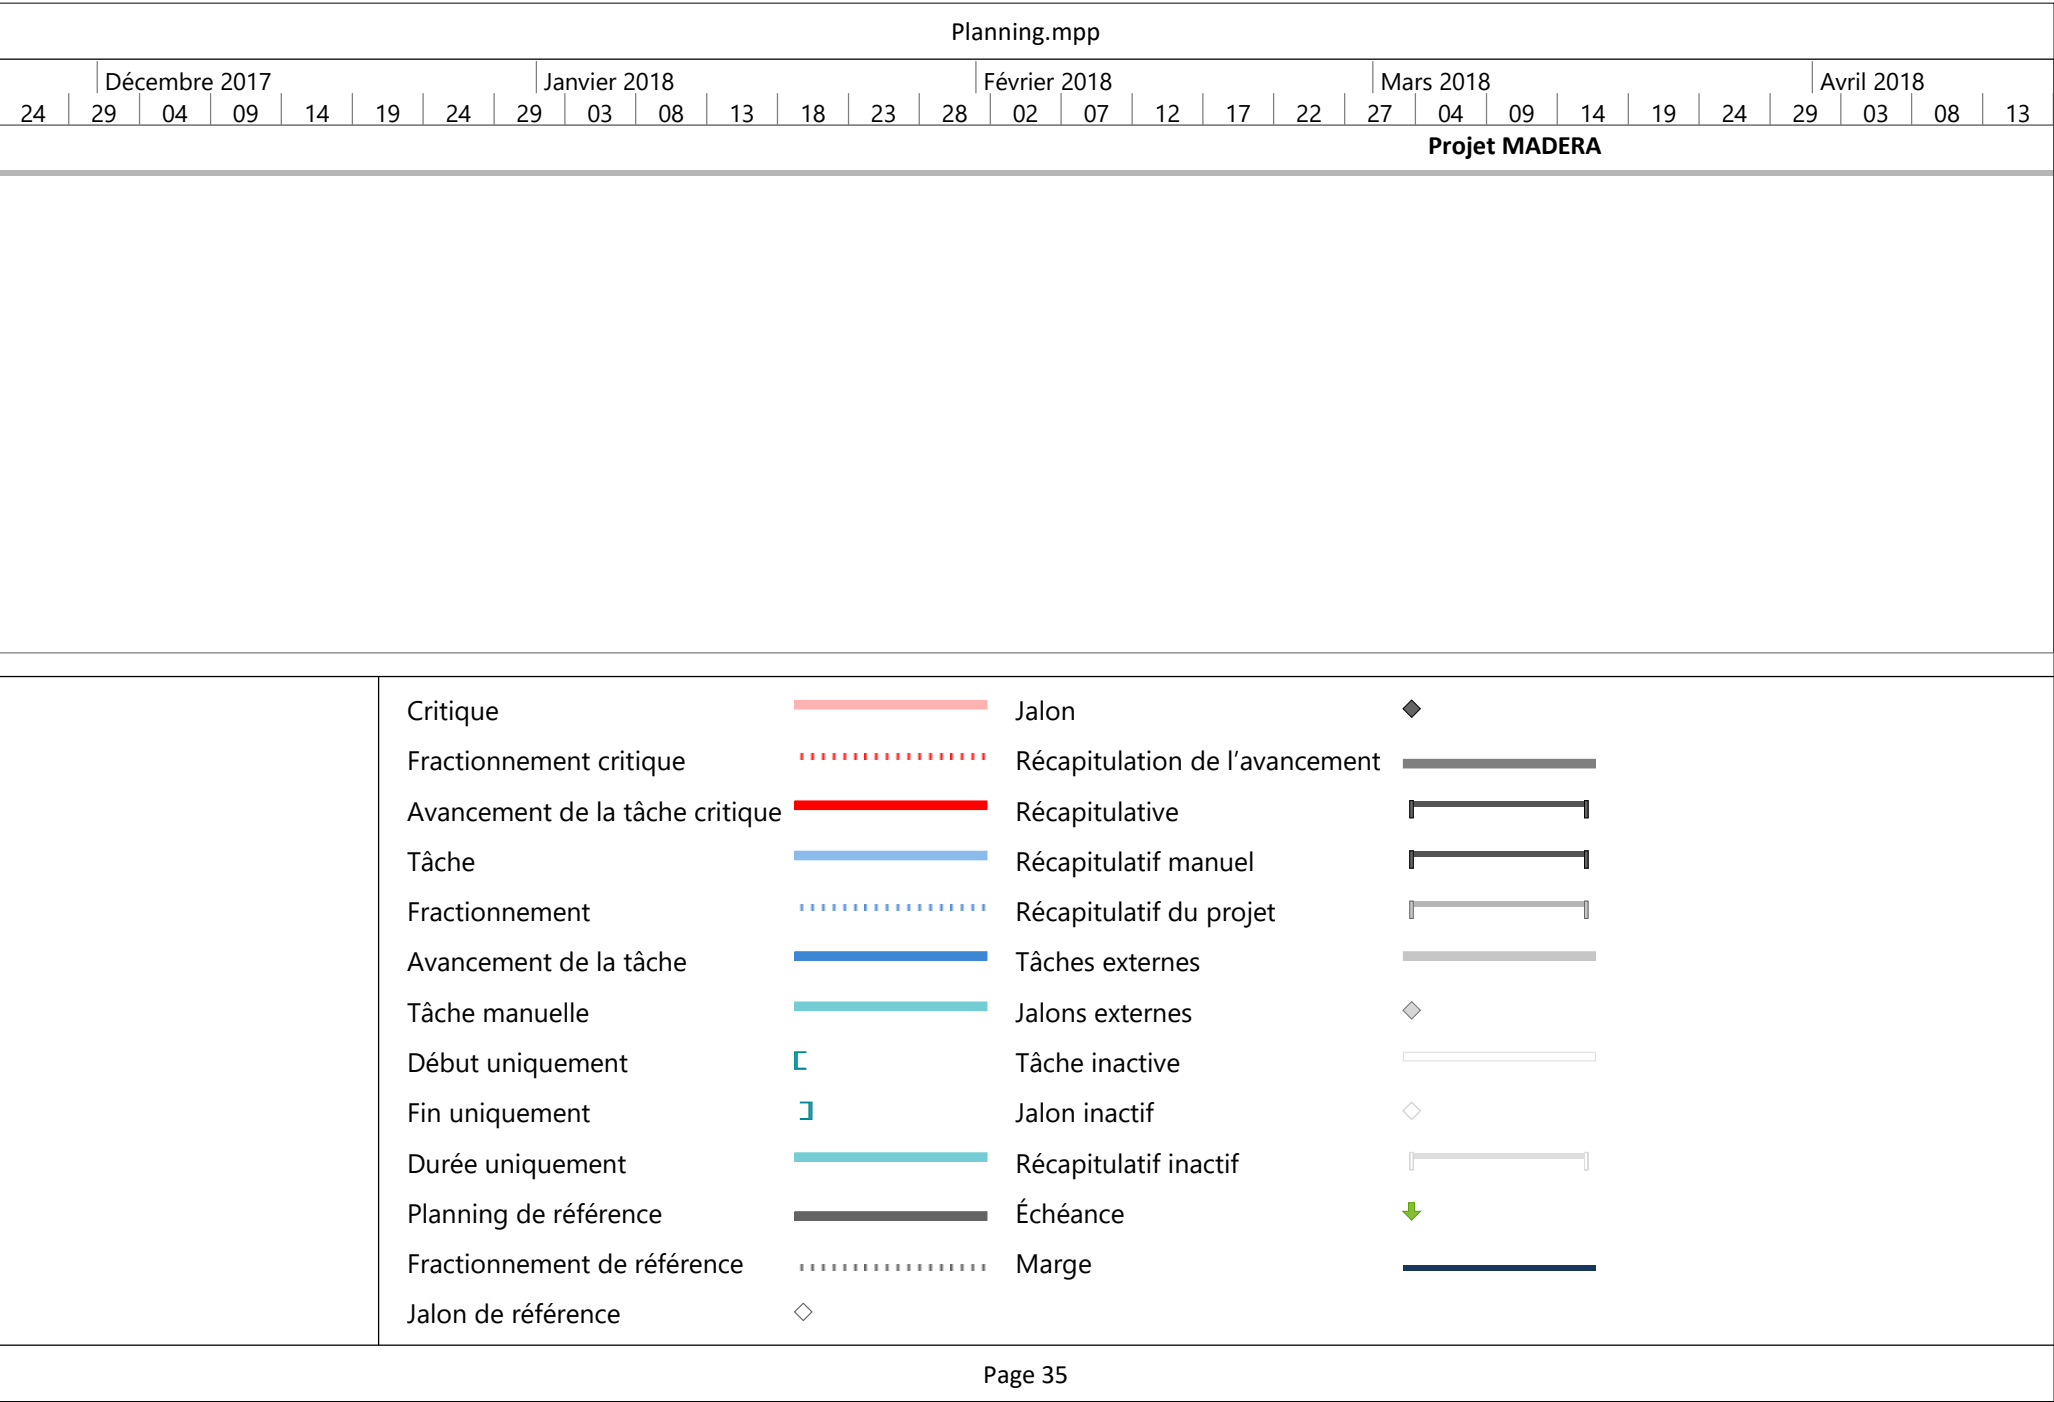 Planning.mpp
Décembre 2017 Janvier 2018 Février 2018 Mars 2018 Avril 2018
24 29 04 09 14 19 24 29 03 08 13 18 23 28 02 07 12 17 22 27 04 09 14 19 24 29 03 08 13
Projet MADERA
Critique Jalon
Fractionnement critique Récapitulation de l’avancement
Avancement de la tâche critique Récapitulative
Tâche Récapitulatif manuel
Fractionnement Récapitulatif du projet
Avancement de la tâche Tâches externes
Tâche manuelle Jalons externes
Début uniquement Tâche inactive
Fin uniquement Jalon inactif
Durée uniquement Récapitulatif inactif
Planning de référence Échéance
Fractionnement de référence Marge
Jalon de référence
Page 35